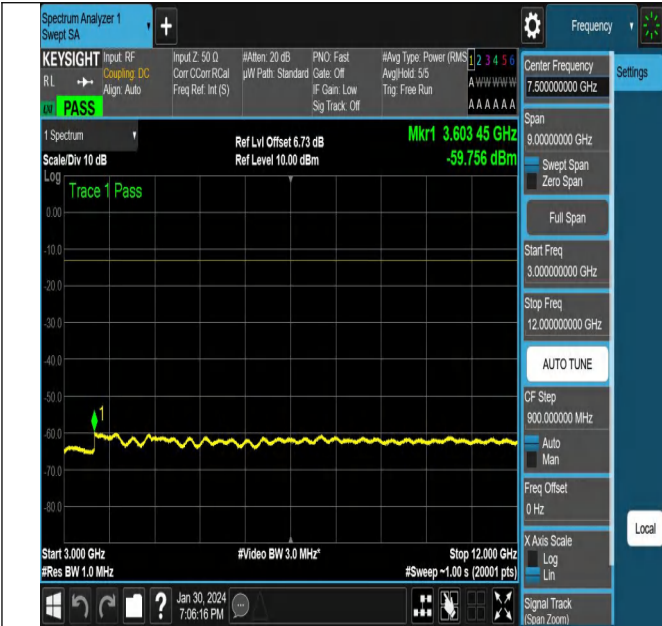 Spectrum Analyzer 1
Swept SA
+
Frequency
KEYSIGHT
RL
PASS
Input: RF
Coupling: DC
Align: Auto
Input Z: 50 Ω
Corr CCorr RCal
Freq Ref: Int (S)
#Atten: 20 dB
µW Path: Standard
PNO: Fast
Gate: Off
IF Gain: Low
Sig Track: Off
#Avg Type: Power (RMS
Avg|Hold: 5/5
Trig: Free Run
1 2 3 4 5 6
A W W W W W
A A A A A A
1 Spectrum
Scale/Div 10 dB
Ref Lvl Offset 6.73 dB
Ref Level 10.00 dBm
Mkr1 3.603 45 GHz
-59.756 dBm
Log
Trace 1 Pass
0.00
-10.0
-20.0
-30.0
-40.0
-50.0
-60.0
-70.0
-80.0
1
Start 3.000 GHz
#Res BW 1.0 MHz
#Video BW 3.0 MHz*
Stop 12.000 GHz
#Sweep ~1.00 s (20001 pts)
Jan 30, 2024
7:06:16 PM
Center Frequency
7.500000000 GHz
Settings
Span
9.00000000 GHz
Swept Span
Zero Span
Full Span
Start Freq
3.000000000 GHz
Stop Freq
12.000000000 GHz
AUTO TUNE
CF Step
900.000000 MHz
Auto
Man
Freq Offset
0 Hz
X Axis Scale
Log
Lin
Local
Signal Track
(Span Zoom)